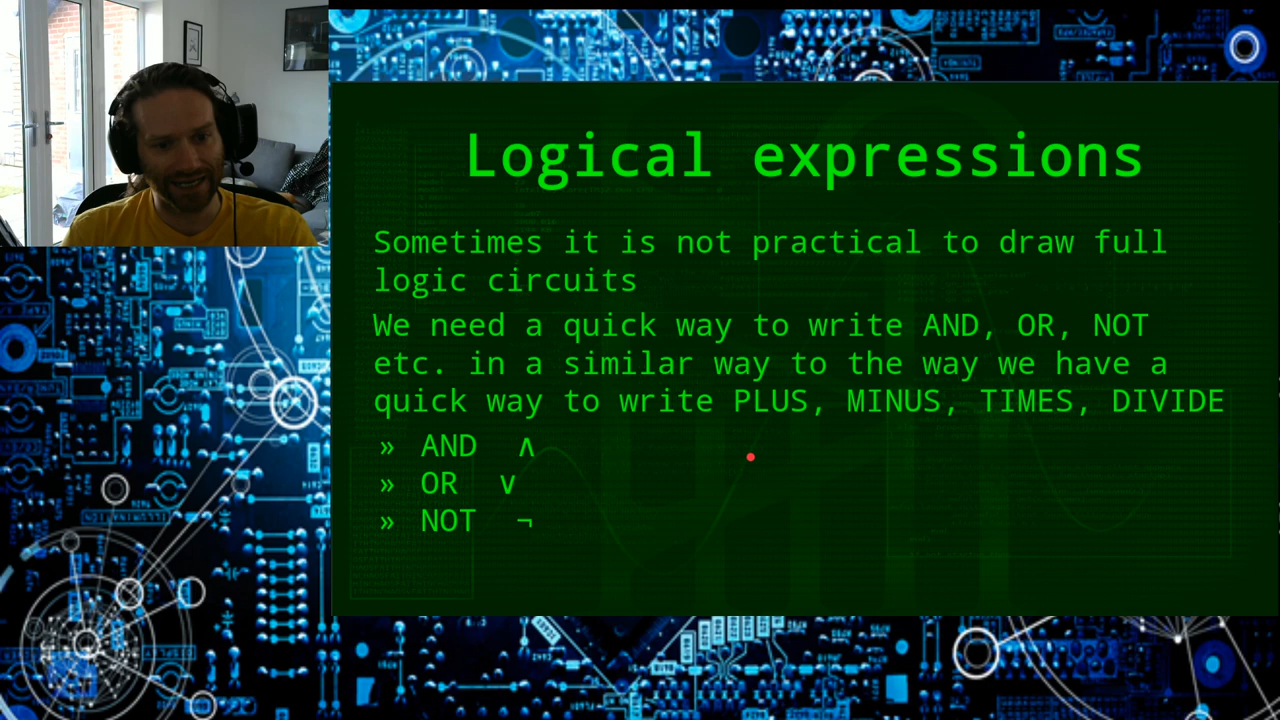 Logical expressions
Sometimes it is not practical to draw full
logic circuits
We need a quick way to write AND, OR, NOT
etc. in a similar way to the way we have a
quick way to write PLUS, MINUS, TIMES, DIVIDE
» AND ∧
» OR ∨
» NOT ¬